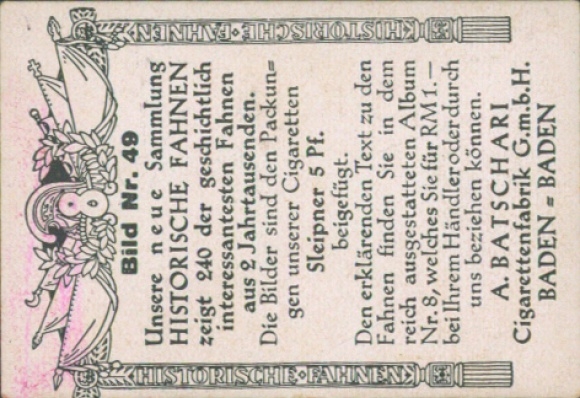 HISTORISCHE · FAHNEN
Bild Nr. 49
Unsere neue Sammlung
HISTORISCHE FAHNEN
zeigt 240 der geschichtlich
interessantesten Fahnen
aus 2 Jahrtausenden.
Die Bilder sind den Packun=
gen unserer Cigaretten
Sleipner 5 Pf.
beigefügt.
Den erklärenden Text zu den
Fahnen finden Sie in dem
reich ausgestatteten Album
Nr. 8, welches Sie für RM 1.—
bei Ihrem Händler oder durch
uns beziehen können.
A. BATSCHARI
Cigarettenfabrik G.m.b.H.
BADEN = BADEN
HISTORISCHE · FAHNEN